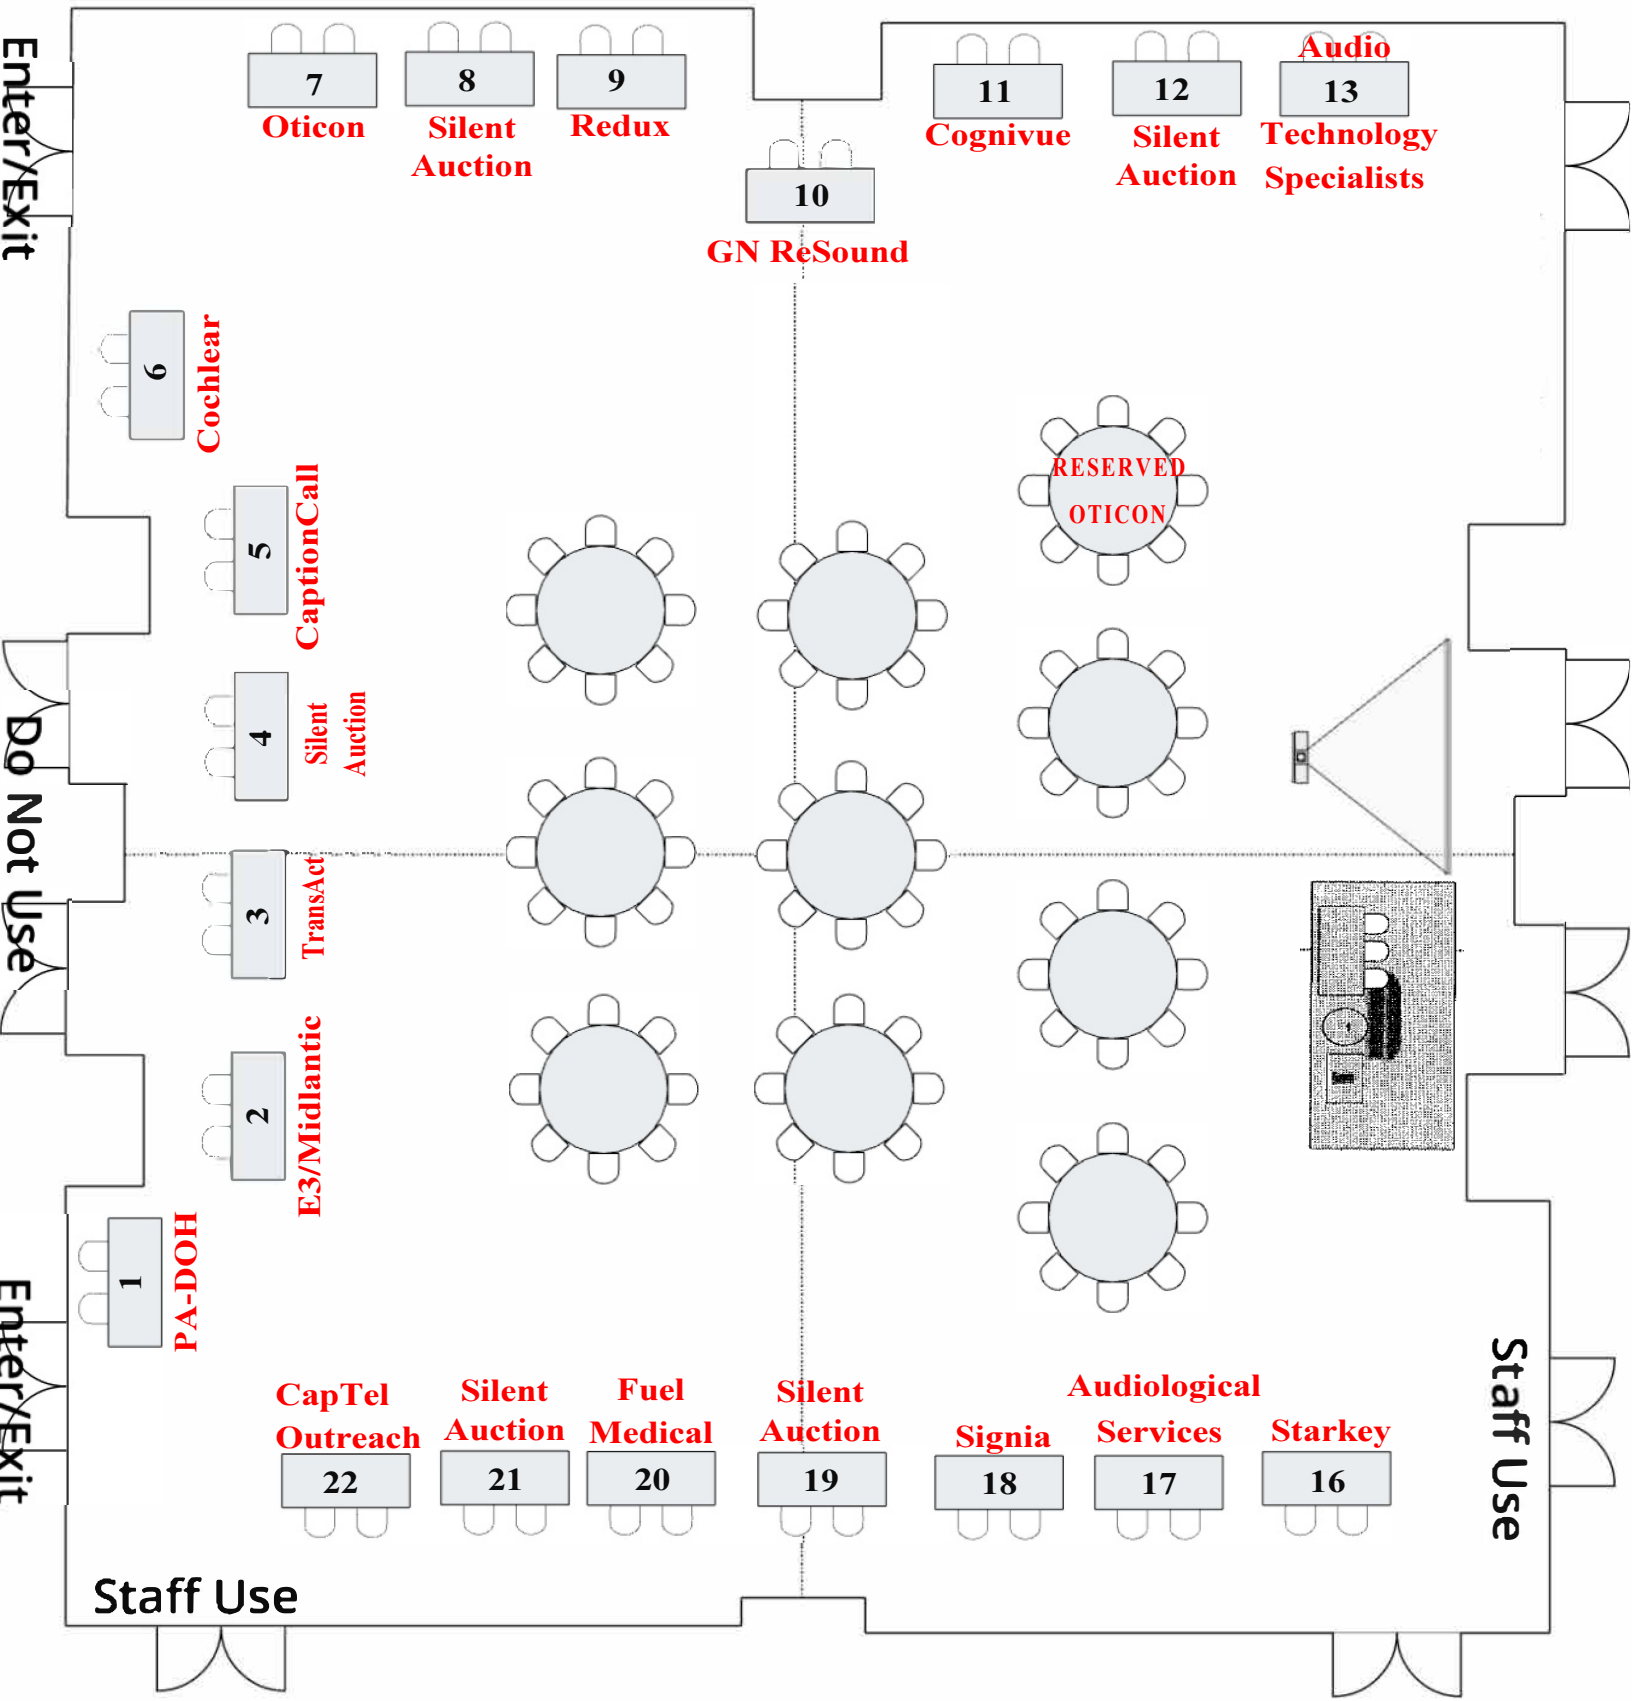 Enter/Exit
7
Oticon
8
Silent
Auction
9
Redux
10
GN ReSound
11
Cognivue
12
Silent
Auction
Audio
13
Technology
Specialists
6
Cochlear
5
CaptionCall
4
Silent
Auction
Do Not Use
3
TransAct
2
E3/Midlantic
1
PA-DOH
Enter/Exit
RESERVED
OTICON
CapTel
Outreach
22
Silent
Auction
21
Fuel
Medical
20
Silent
Auction
19
Signia
18
Audiological
Services
17
Starkey
16
Staff Use
Staff Use